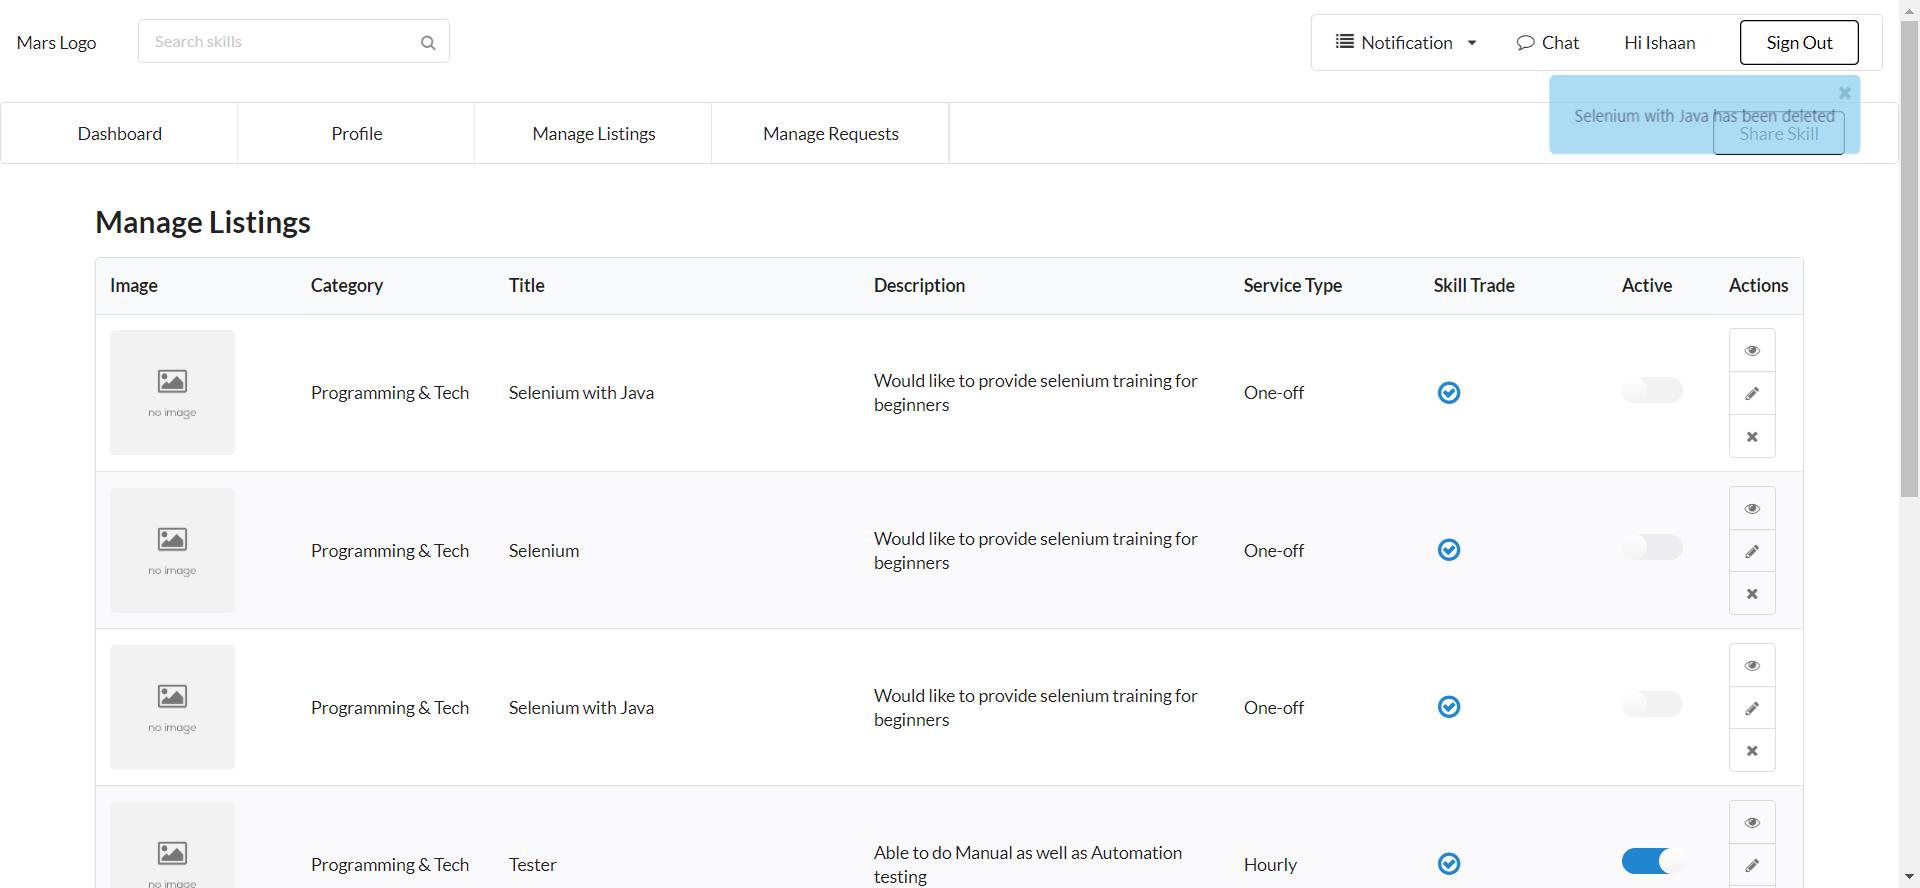 Mars Logo
Search skills
Notification
Chat
Hi Ishaan
Sign Out
Selenium with Java has been deleted
Dashboard
Profile
Manage Listings
Manage Requests
Share Skill
Manage Listings
Image Category Title Description Service Type Skill Trade Active Actions
no image
Programming & Tech
Selenium with Java
Would like to provide selenium training for
beginners
One-off
no image
Programming & Tech
Selenium
Would like to provide selenium training for
beginners
One-off
no image
Programming & Tech
Selenium with Java
Would like to provide selenium training for
beginners
One-off
no image
Programming & Tech
Tester
Able to do Manual as well as Automation
testing
Hourly